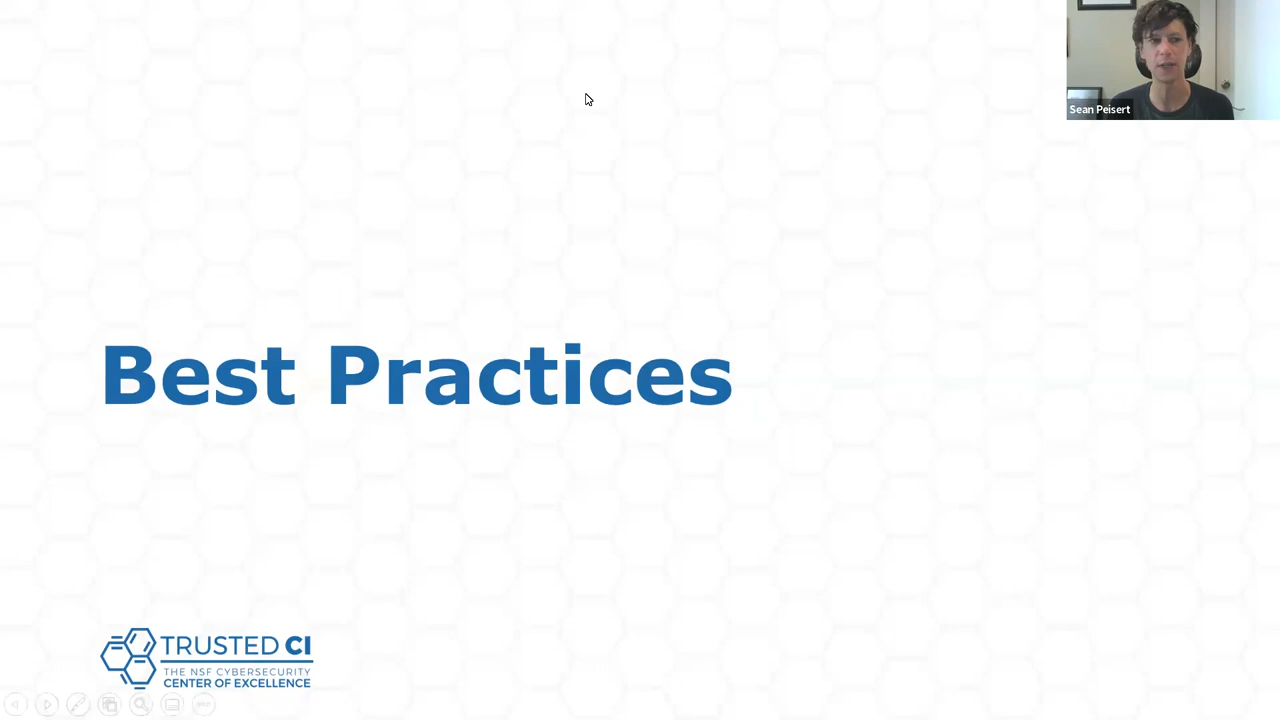 Sean Peisert
Best Practices
TRUSTED CI
THE NSF CYBERSECURITY
CENTER OF EXCELLENCE